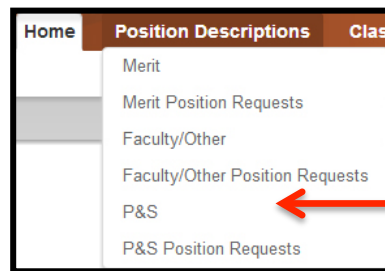 Home Position Descriptions
Merit
Merit Position Requests
Faculty/Other
Faculty/Other Position Requests
P&S
P&S Position Requests